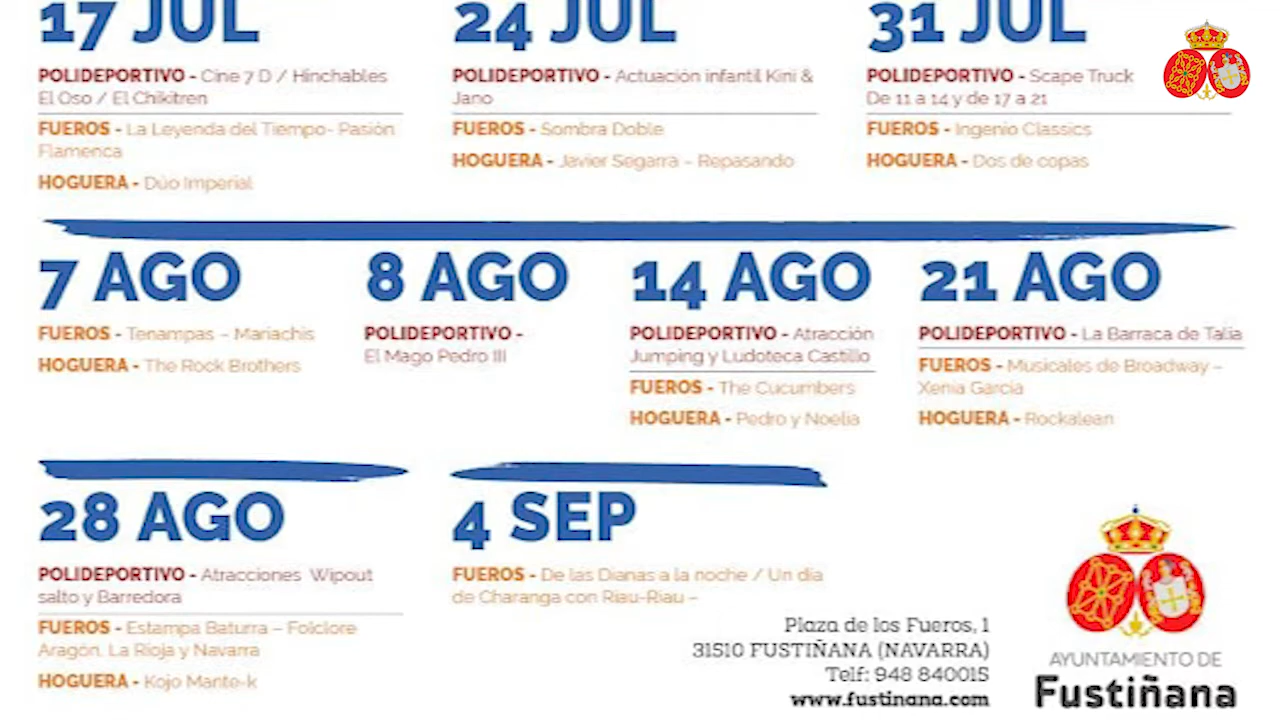 17 JUL
POLIDEPORTIVO - Cine 7 D / Hinchables
El Oso / El Chikitren
FUEROS - La Leyenda del Tiempo- Pasión
Flamenca
HOGUERA - Dúo Imperial
24 JUL
POLIDEPORTIVO - Actuación infantil Kini &
Jano
FUEROS - Sombra Doble
HOGUERA - Javier Segarra - Repasando
31 JUL
POLIDEPORTIVO - Scape Truck
De 11 a 14 y de 17 a 21
FUEROS - Ingenio Classics
HOGUERA - Dos de copas
7 AGO
FUEROS - Tenampas - Mariachis
HOGUERA - The Rock Brothers
8 AGO
POLIDEPORTIVO -
El Mago Pedro III
14 AGO
POLIDEPORTIVO - Atracción
Jumping y Ludoteca Castillo
FUEROS - The Cucumbers
HOGUERA - Pedro y Noelia
21 AGO
POLIDEPORTIVO - La Barraca de Talia
FUEROS - Musicales de Broadway –
Xenia García
HOGUERA - Rockalean
28 AGO
POLIDEPORTIVO - Atracciones Wipout
salto y Barredora
FUEROS - Estampa Baturra – Folclore
Aragón, La Rioja y Navarra
HOGUERA - Kojo Mante-k
4 SEP
FUEROS - De las Dianas a la noche / Un día
de Charanga con Riau-Riau –
Plaza de los Fueros, 1
31510 FUSTIÑANA (NAVARRA)
Telf: 948 840015
www.fustinana.com
AYUNTAMIENTO DE
Fustiñana